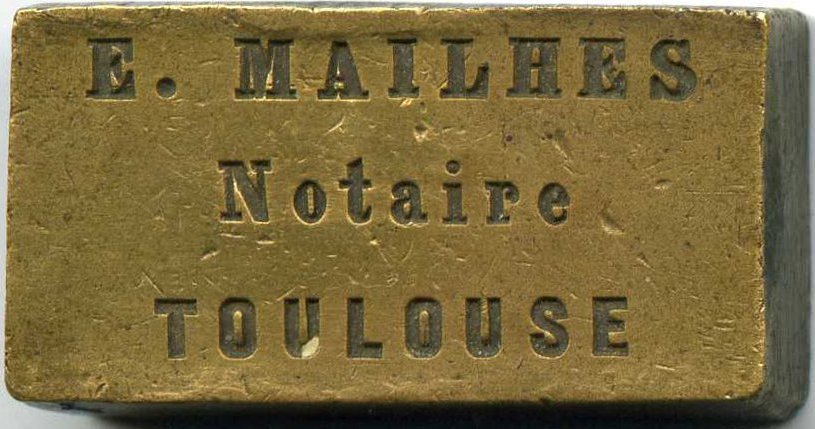 E. MAILHES
Notaire
TOULOUSE